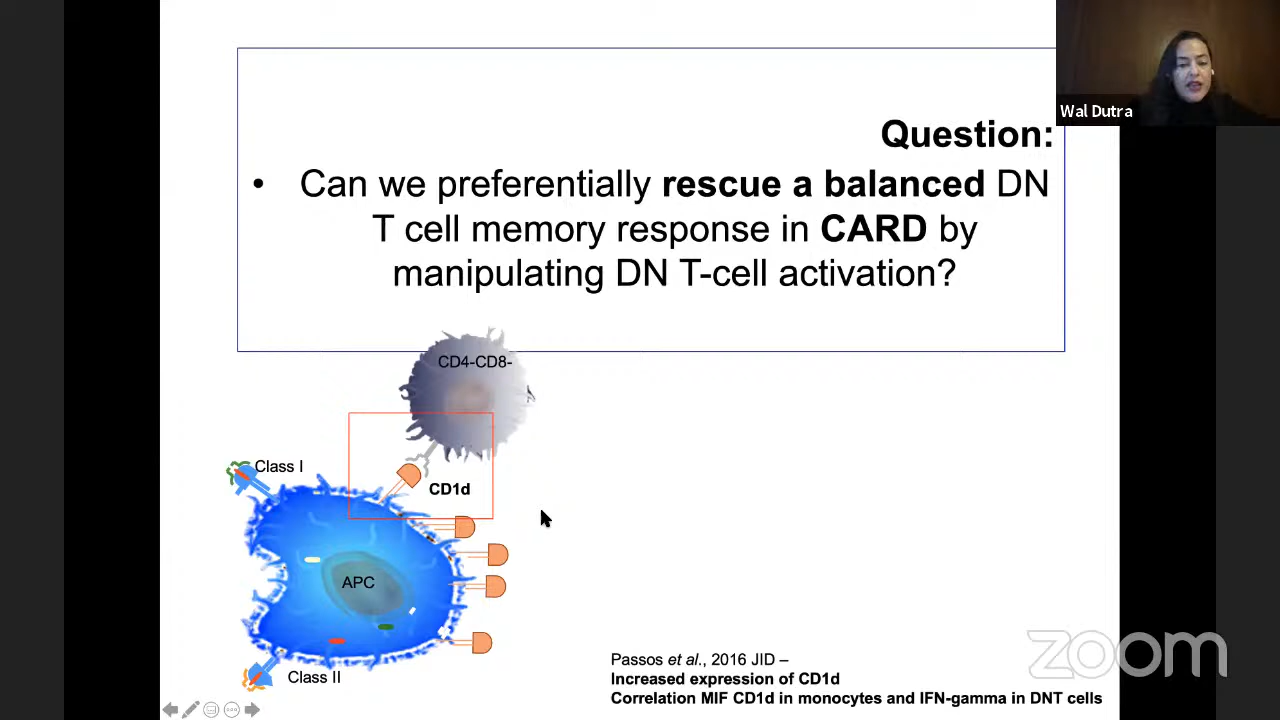 Wal Dutra
Question:
• Can we preferentially rescue a balanced DN
T cell memory response in CARD by
manipulating DN T-cell activation?
CD4-CD8-
Class I
CD1d
APC
Class II
Passos et al., 2016 JID –
Increased expression of CD1d
Correlation MIF CD1d in monocytes and IFN-gamma in DNT cells
zoom